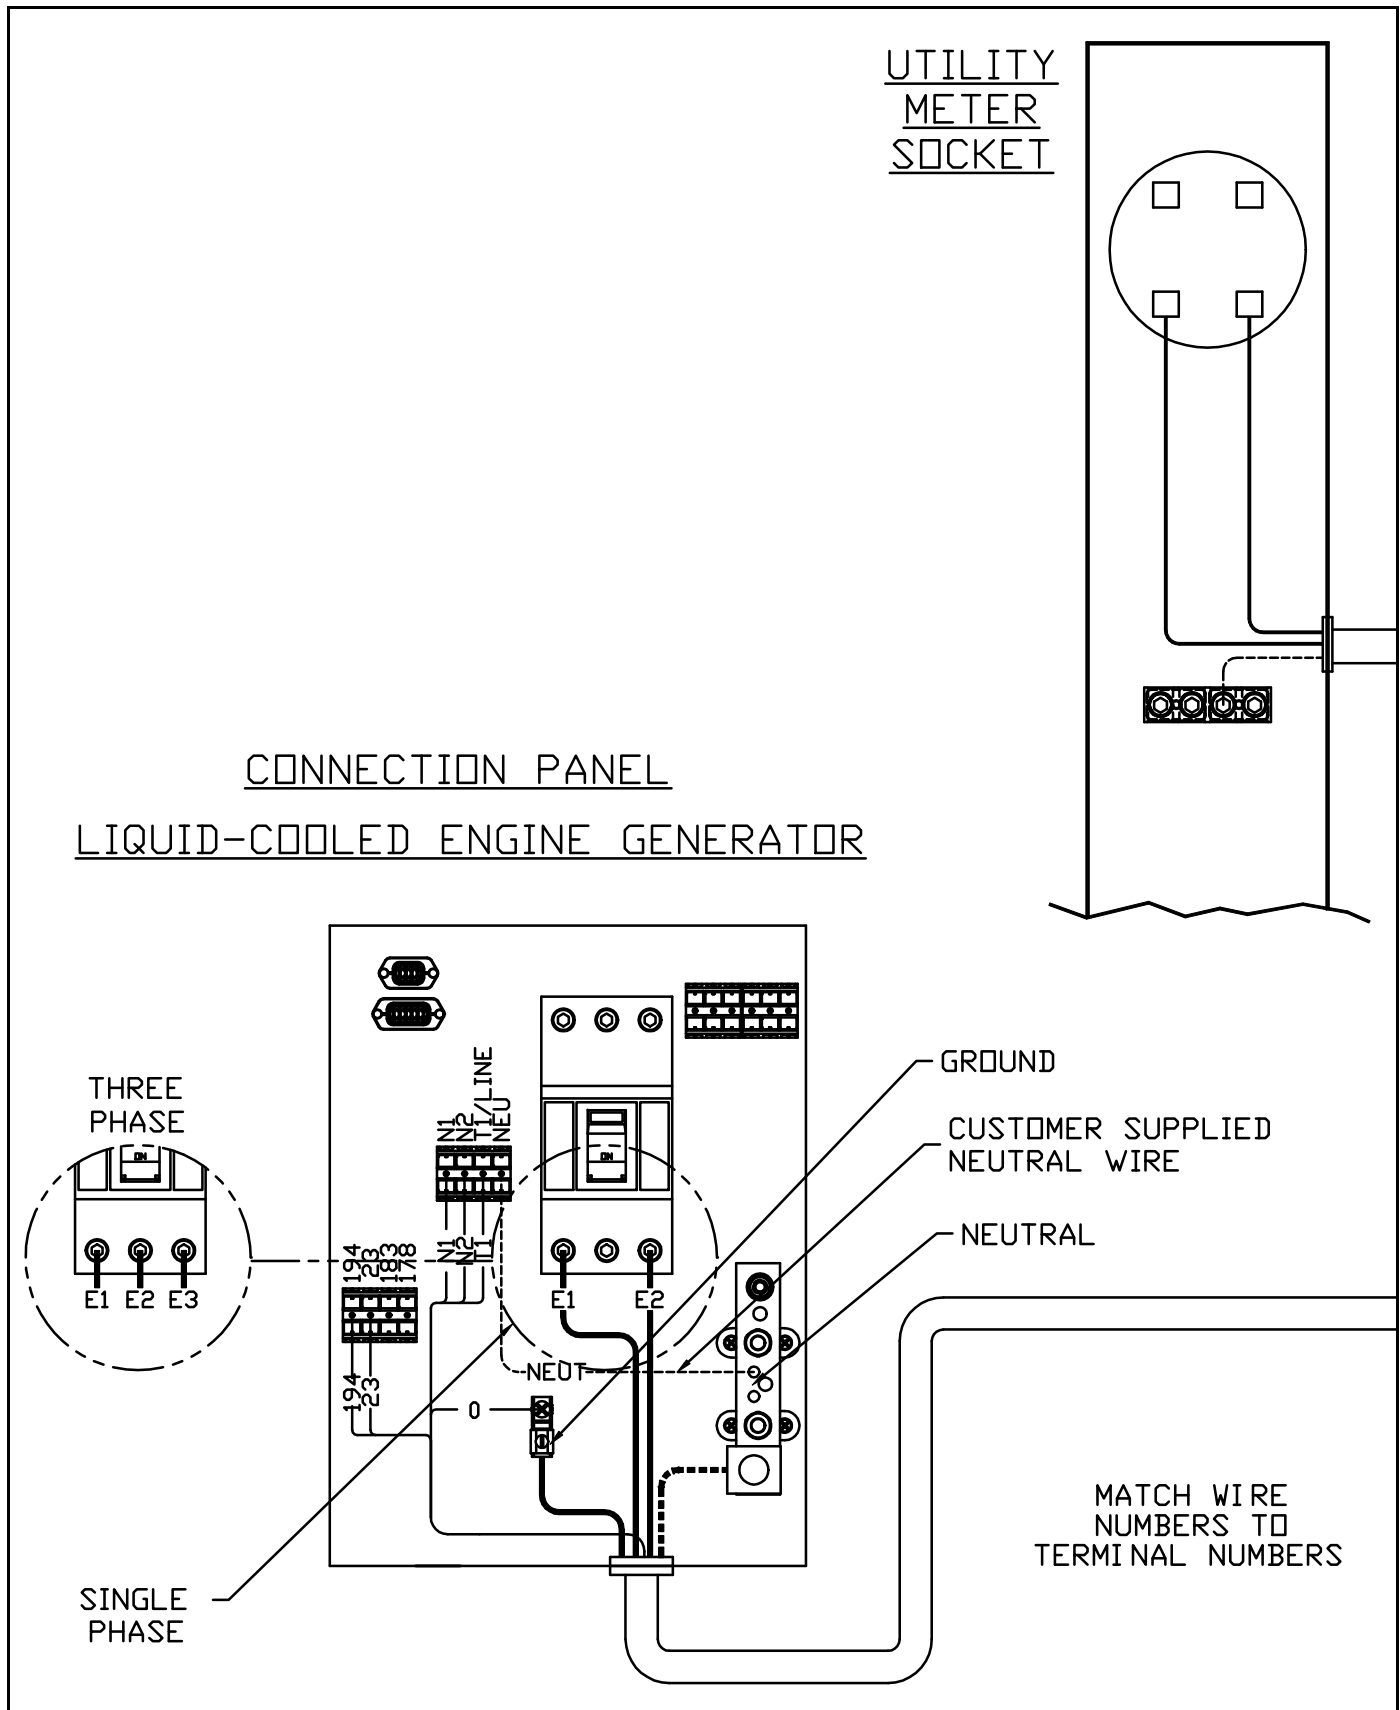 UTILITY
METER
SOCKET
CONNECTION PANEL
LIQUID-COOLED ENGINE GENERATOR
THREE
PHASE
ON
E1 E2 E3
N1
N2
T1/LINE
NEU
ON
GROUND
CUSTOMER SUPPLIED
NEUTRAL WIRE
NEUTRAL
194
23
183
178
N1
N2
T1
E1
E2
NEUT
194
23
0
MATCH WIRE
NUMBERS TO
TERMINAL NUMBERS
SINGLE
PHASE